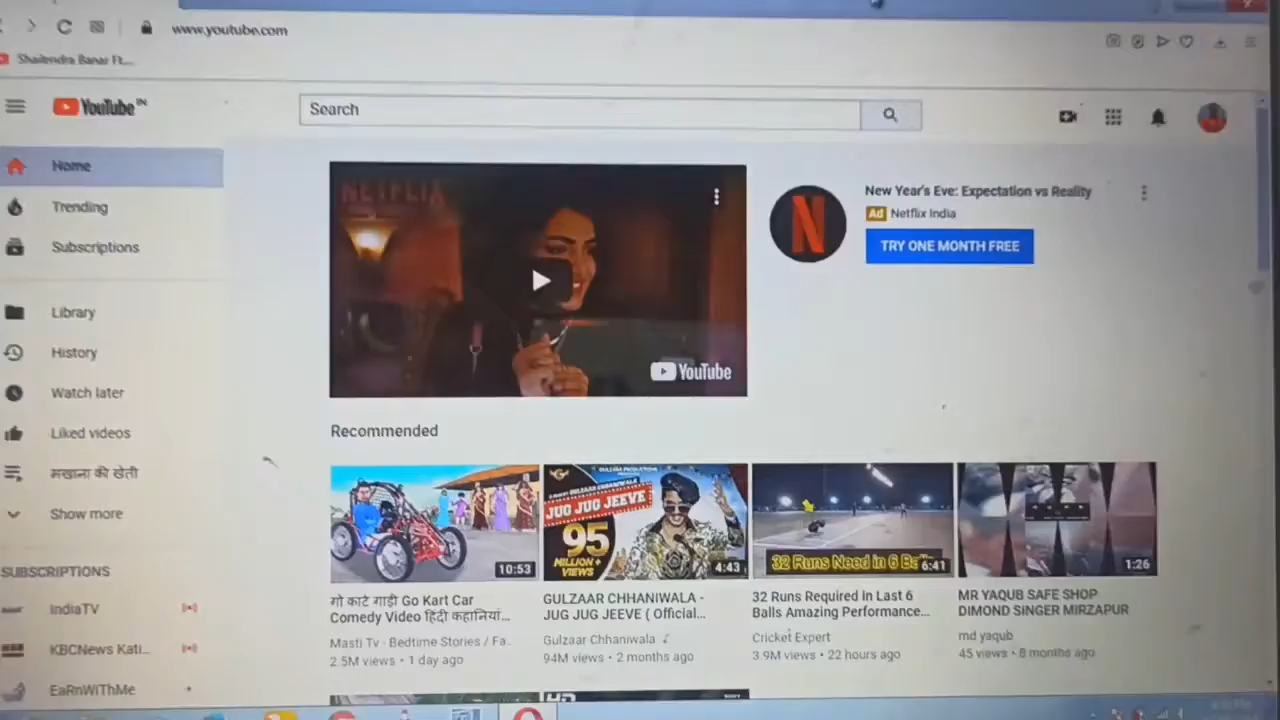 www.youtube.com
Shailendra Banar Ft...
YouTube IN
Search
Home
Trending
Subscriptions
Library
History
Watch later
Liked videos
मखाना की खेती
Show more
SUBSCRIPTIONS
IndiaTV
KBCNews Kati...
EaRnWiThMe
NETFLIX
YouTube
N
New Year's Eve: Expectation vs Reality
Ad Netflix India
TRY ONE MONTH FREE
Recommended
10:53
गो काटे गाड़ी Go Kart Car
Comedy Video हिंदी कहानियां...
Masti Tv - Bedtime Stories / Fa..
2.5M views • 1 day ago
GULZAAR CHHANIWALA
JUG JUG JEEVE
95
MILLION+
VIEWS
4:43
GULZAAR CHHANIWALA -
JUG JUG JEEVE ( Official...
Gulzaar Chhaniwala
94M views • 2 months ago
32 Runs Need in 6 Ba
6:41
32 Runs Required in Last 6
Balls Amazing Performance...
Cricket Expert
3.9M views • 22 hours ago
1:26
MR YAQUB SAFE SHOP
DIMOND SINGER MIRZAPUR
md yaqub
45 views • 8 months ago
HD